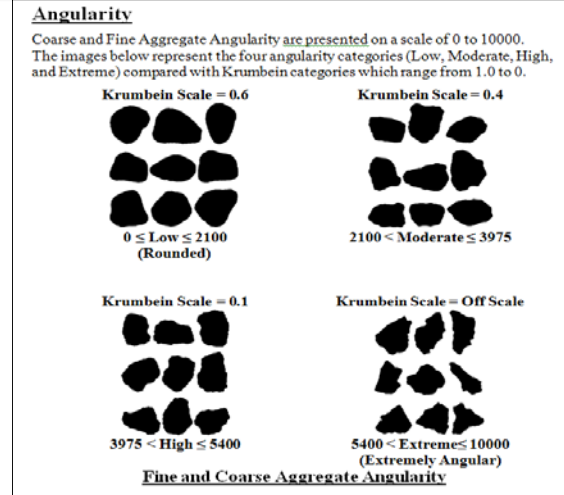 Angularity
Coarse and Fine Aggregate Angularity are presented on a scale of 0 to 10000.
The images below represent the four angularity categories (Low, Moderate, High,
and Extreme) compared with Krumbein categories which range from 1.0 to 0.
Krumbein Scale = 0.6
Krumbein Scale = 0.4
0 ≤ Low ≤ 2100
(Rounded)
2100 < Moderate ≤ 3975
Krumbein Scale = 0.1
Krumbein Scale = Off Scale
3975 < High ≤ 5400
5400 < Extreme≤ 10000
(Extremely Angular)
Fine and Coarse Aggregate Angularity